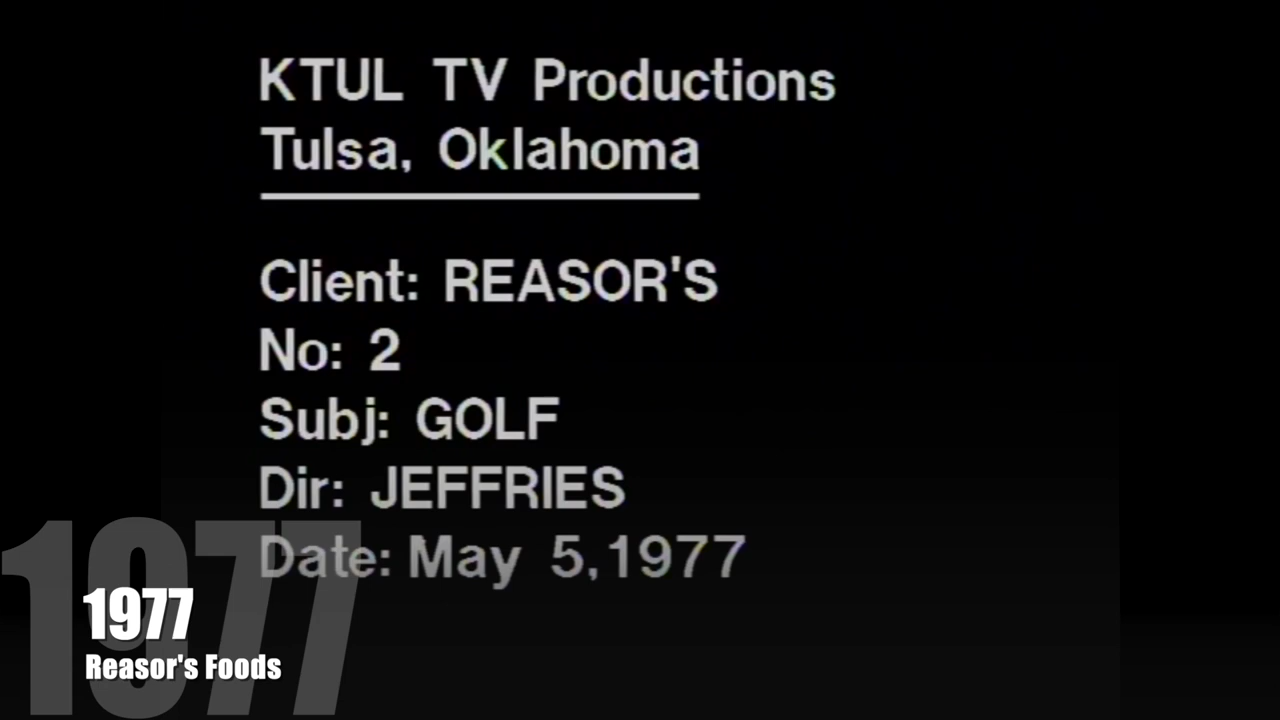 KTUL TV Productions
Tulsa, Oklahoma
Client: REASOR'S
No: 2
Subj: GOLF
Dir: JEFFRIES
Date: May 5,1977
1977
1977
Reasor's Foods